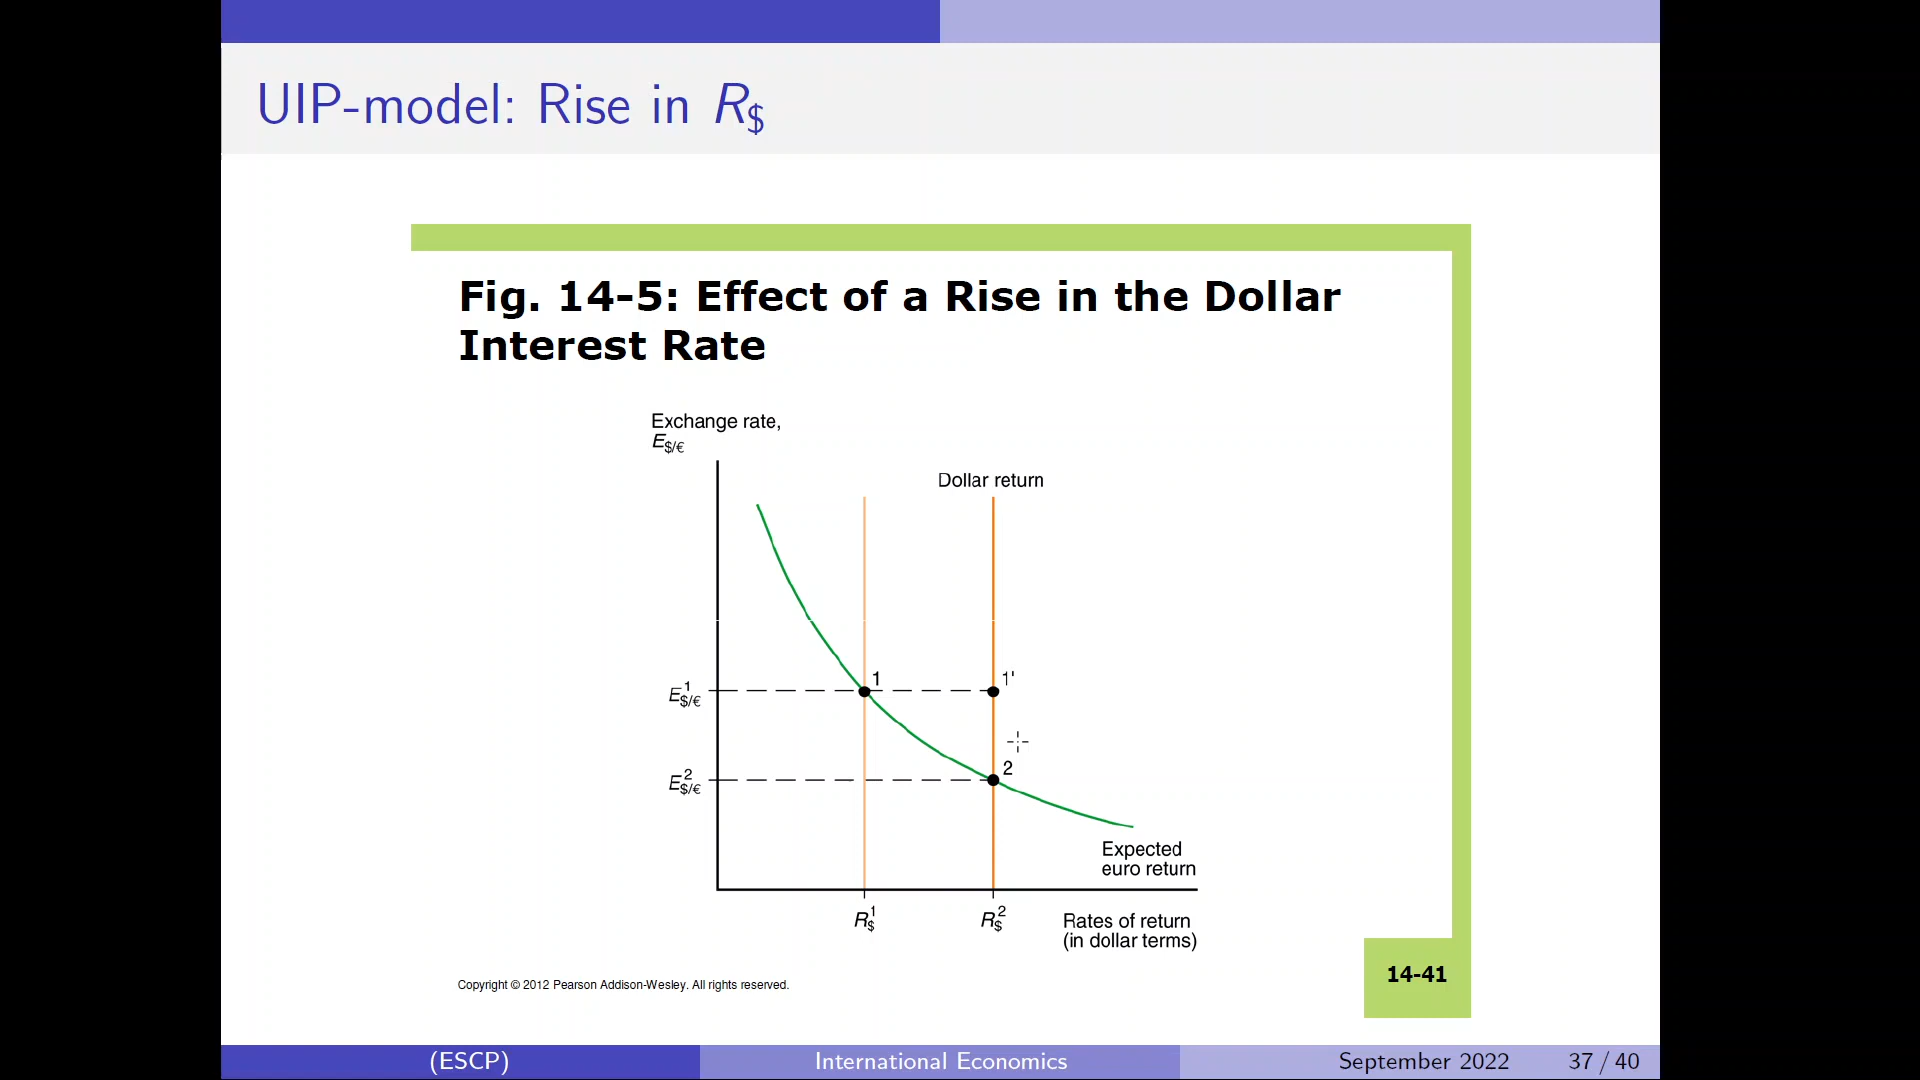 UIP-model: Rise in R$
Fig. 14-5: Effect of a Rise in the Dollar
Interest Rate
Exchange rate,
E$/€
Dollar return
1
1'
E¹$/€
2
E²$/€
Expected
euro return
R¹$
R²$
Rates of return
(in dollar terms)
14-41
Copyright © 2012 Pearson Addison-Wesley. All rights reserved.
(ESCP)
International Economics
September 2022
37 / 40